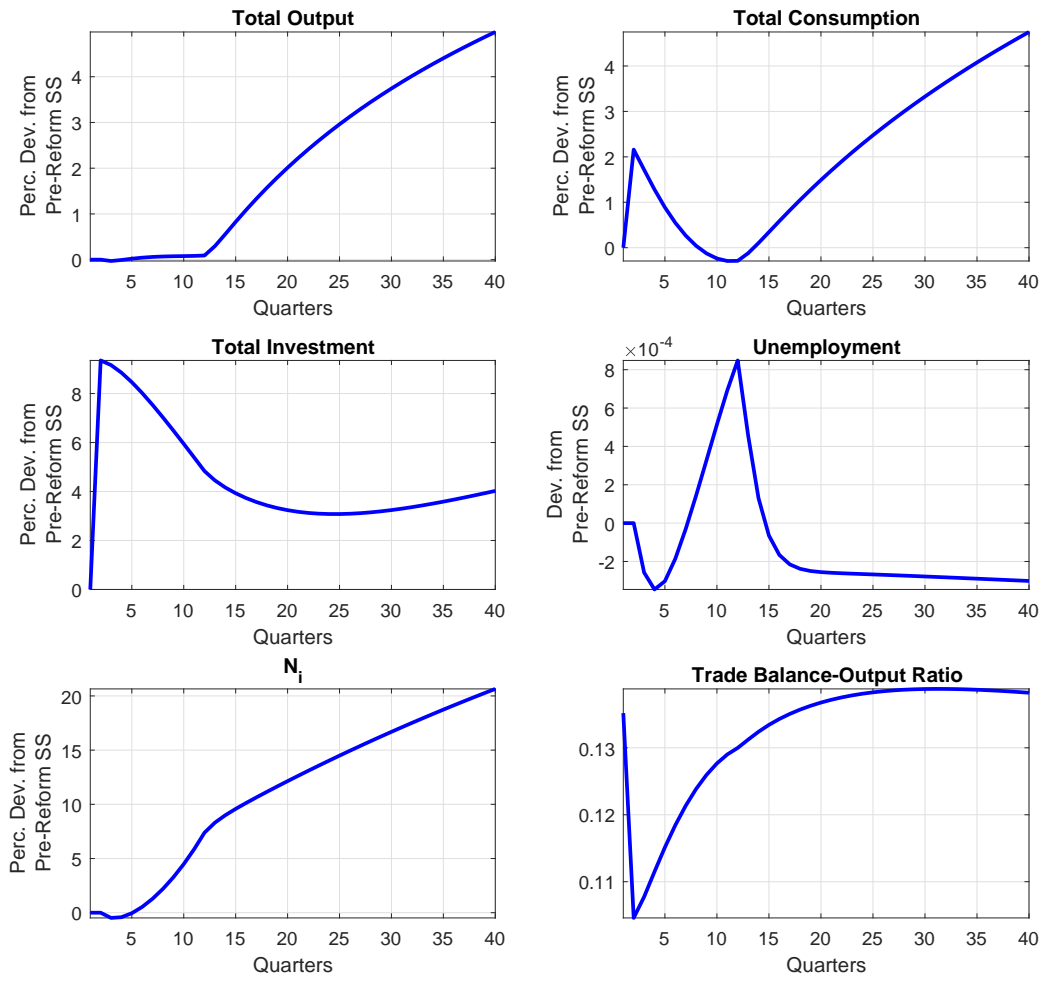 Total Output
Perc. Dev. from
Pre-Reform SS
4
3
2
1
0
5 10 15 20 25 30 35 40
Quarters
Total Consumption
Perc. Dev. from
Pre-Reform SS
4
3
2
1
0
5 10 15 20 25 30 35 40
Quarters
Total Investment
Perc. Dev. from
Pre-Reform SS
8
6
4
2
0
5 10 15 20 25 30 35 40
Quarters
×10⁻⁴
Unemployment
Dev. from
Pre-Reform SS
8
6
4
2
0
-2
5 10 15 20 25 30 35 40
Quarters
Nᵢ
Perc. Dev. from
Pre-Reform SS
20
15
10
5
0
5 10 15 20 25 30 35 40
Quarters
Trade Balance-Output Ratio
0.13
0.12
0.11
5 10 15 20 25 30 35 40
Quarters